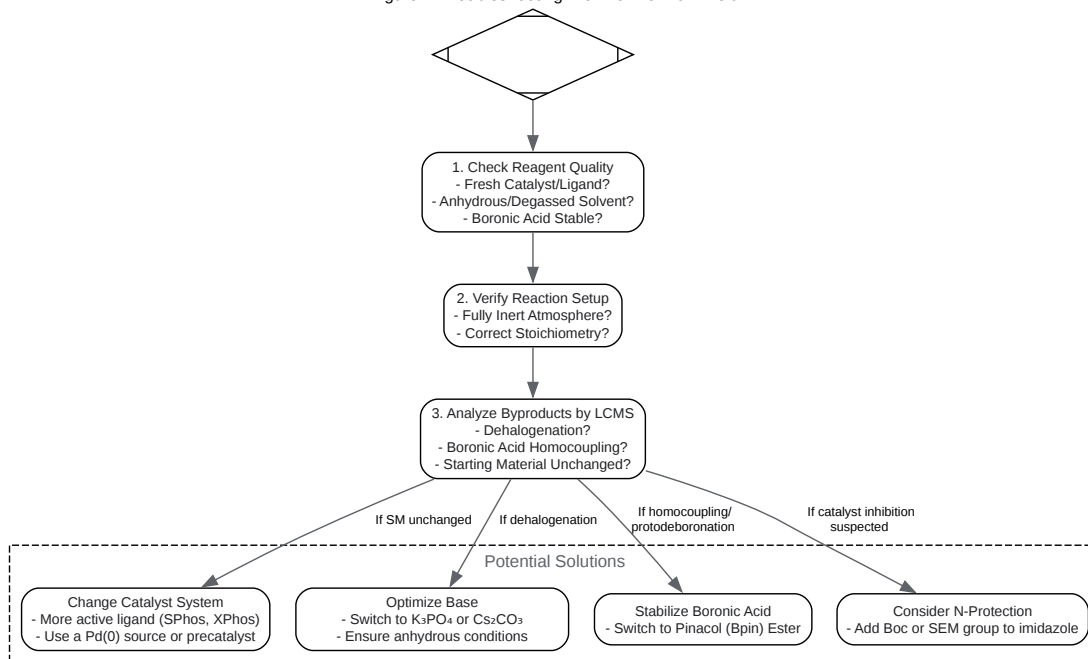 1. Check Reagent Quality
- Fresh Catalyst/Ligand?
- Anhydrous/Degassed Solvent?
- Boronic Acid Stable?
2. Verify Reaction Setup
- Fully Inert Atmosphere?
- Correct Stoichiometry?
3. Analyze Byproducts by LCMS
- Dehalogenation?
- Boronic Acid Homocoupling?
- Starting Material Unchanged?
If SM unchanged
If dehalogenation
If homocoupling/
protodeboronation
If catalyst inhibition
suspected
Potential Solutions
Change Catalyst System
- More active ligand (SPhos, XPhos)
- Use a Pd(0) source or precatalyst
Optimize Base
- Switch to K₃PO₄ or Cs₂CO₃
- Ensure anhydrous conditions
Stabilize Boronic Acid
- Switch to Pinacol (Bpin) Ester
Consider N-Protection
- Add Boc or SEM group to imidazole